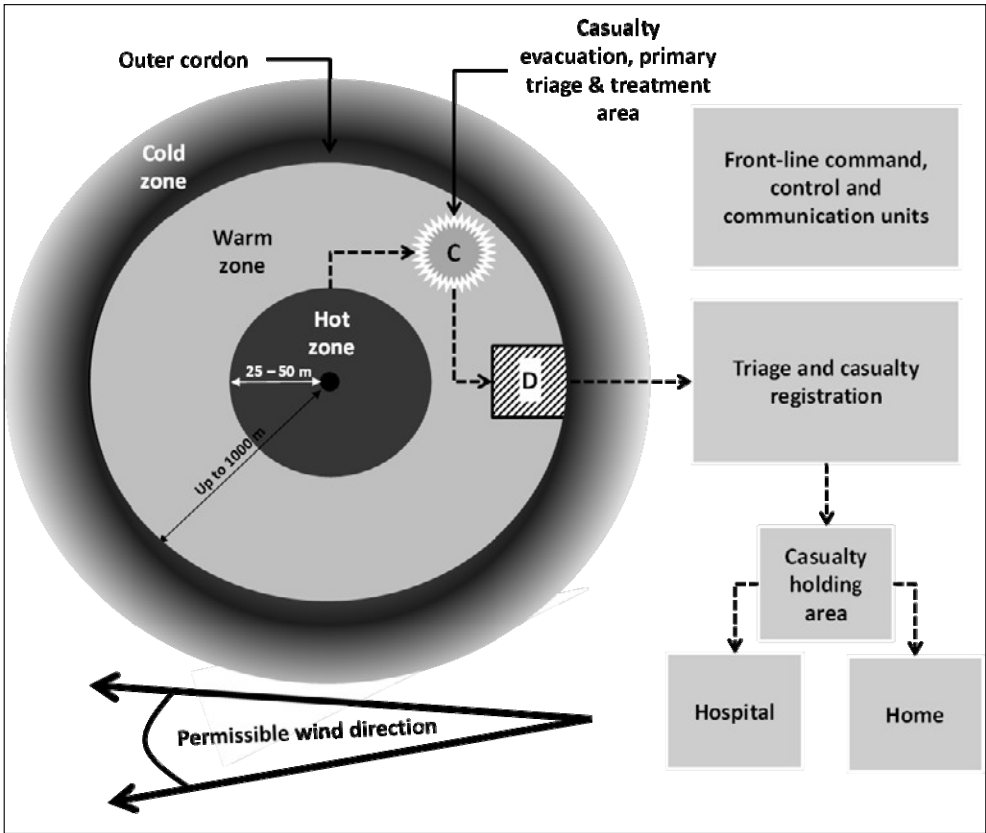 Outer cordon
Casualty
evacuation, primary
triage & treatment
area
Cold
zone
Warm
zone
C
Hot
zone
25 – 50 m
D
Up to 1000 m
Front-line command,
control and
communication units
Triage and casualty
registration
Casualty
holding
area
Hospital
Home
Permissible wind direction